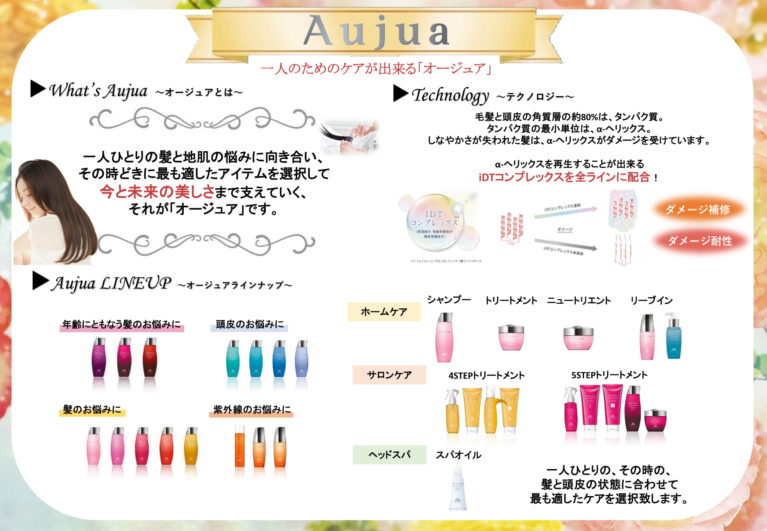 Aujua
一人のためのケアが出来る「オージュア」
▶What's Aujua ～オージュアとは～
一人ひとりの髪と地肌の悩みに向き合い、
その時どきに最も適したアイテムを選択して
今と未来の美しさまで支えていく、
それが「オージュア」です。
▶Technology ～テクノロジー～
毛髪と頭皮の角質層の約80%は、タンパク質。
タンパク質の最小単位は、α-ヘリックス。
しなやかさが失われた髪は、α-ヘリックスがダメージを受けています。
α-ヘリックスを再生することが出来る
iDTコンプレックスを全ラインに配合！
iDT
コンプレックス
ダメージ
ダメージ補修
ダメージ耐性
▶Aujua LINEUP ～オージュアラインナップ～
年齢にともなう髪のお悩みに
頭皮のお悩みに
髪のお悩みに
紫外線のお悩みに
ホームケア
シャンプー
トリートメント
ニュートリエント
リーブイン
サロンケア
4STEPトリートメント
5STEPトリートメント
ヘッドスパ
スパオイル
一人ひとりの、その時の、
髪と頭皮の状態に合わせて
最も適したケアを選択致します。